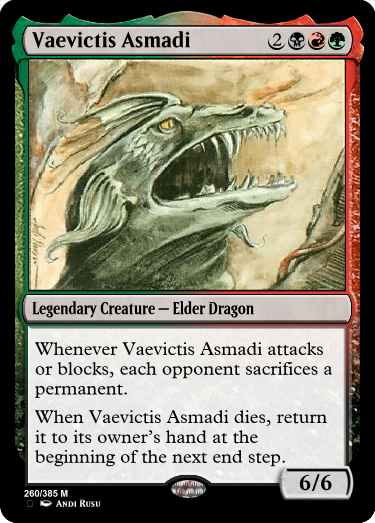 Vaevictis Asmadi 2
Legendary Creature — Elder Dragon
Whenever Vaevictis Asmadi attacks
or blocks, each opponent sacrifices a
permanent.
When Vaevictis Asmadi dies, return
it to its owner's hand at the
beginning of the next end step.
6/6
260/385 M
Andi Rusu